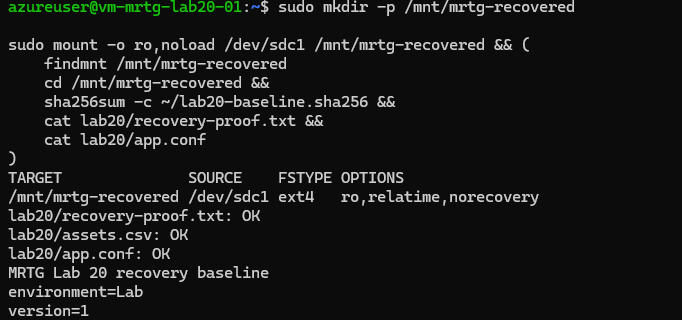 azureuser@vm-mrtg-lab20-01:~$ sudo mkdir -p /mnt/mrtg-recovered
sudo mount -o ro,noload /dev/sdc1 /mnt/mrtg-recovered && (
findmnt /mnt/mrtg-recovered
cd /mnt/mrtg-recovered &&
sha256sum -c ~/lab20-baseline.sha256 &&
cat lab20/recovery-proof.txt &&
cat lab20/app.conf
)
TARGET SOURCE FSTYPE OPTIONS
/mnt/mrtg-recovered /dev/sdc1 ext4 ro,relatime,norecovery
lab20/recovery-proof.txt: OK
lab20/assets.csv: OK
lab20/app.conf: OK
MRTG Lab 20 recovery baseline
environment=Lab
version=1